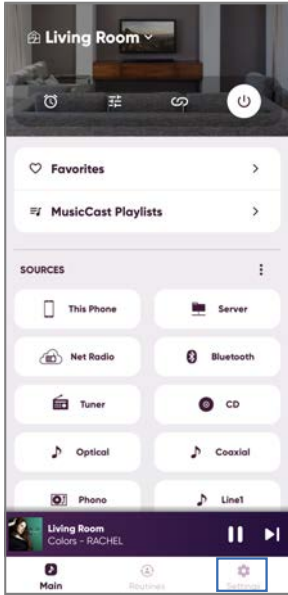 Living Room
Favorites
MusicCast Playlists
SOURCES
This Phone
Server
Net Radio
Bluetooth
Tuner
CD
Optical
Coaxial
Phono
Line1
Living Room
Colors - RACHEL
Main
Routines
Settings